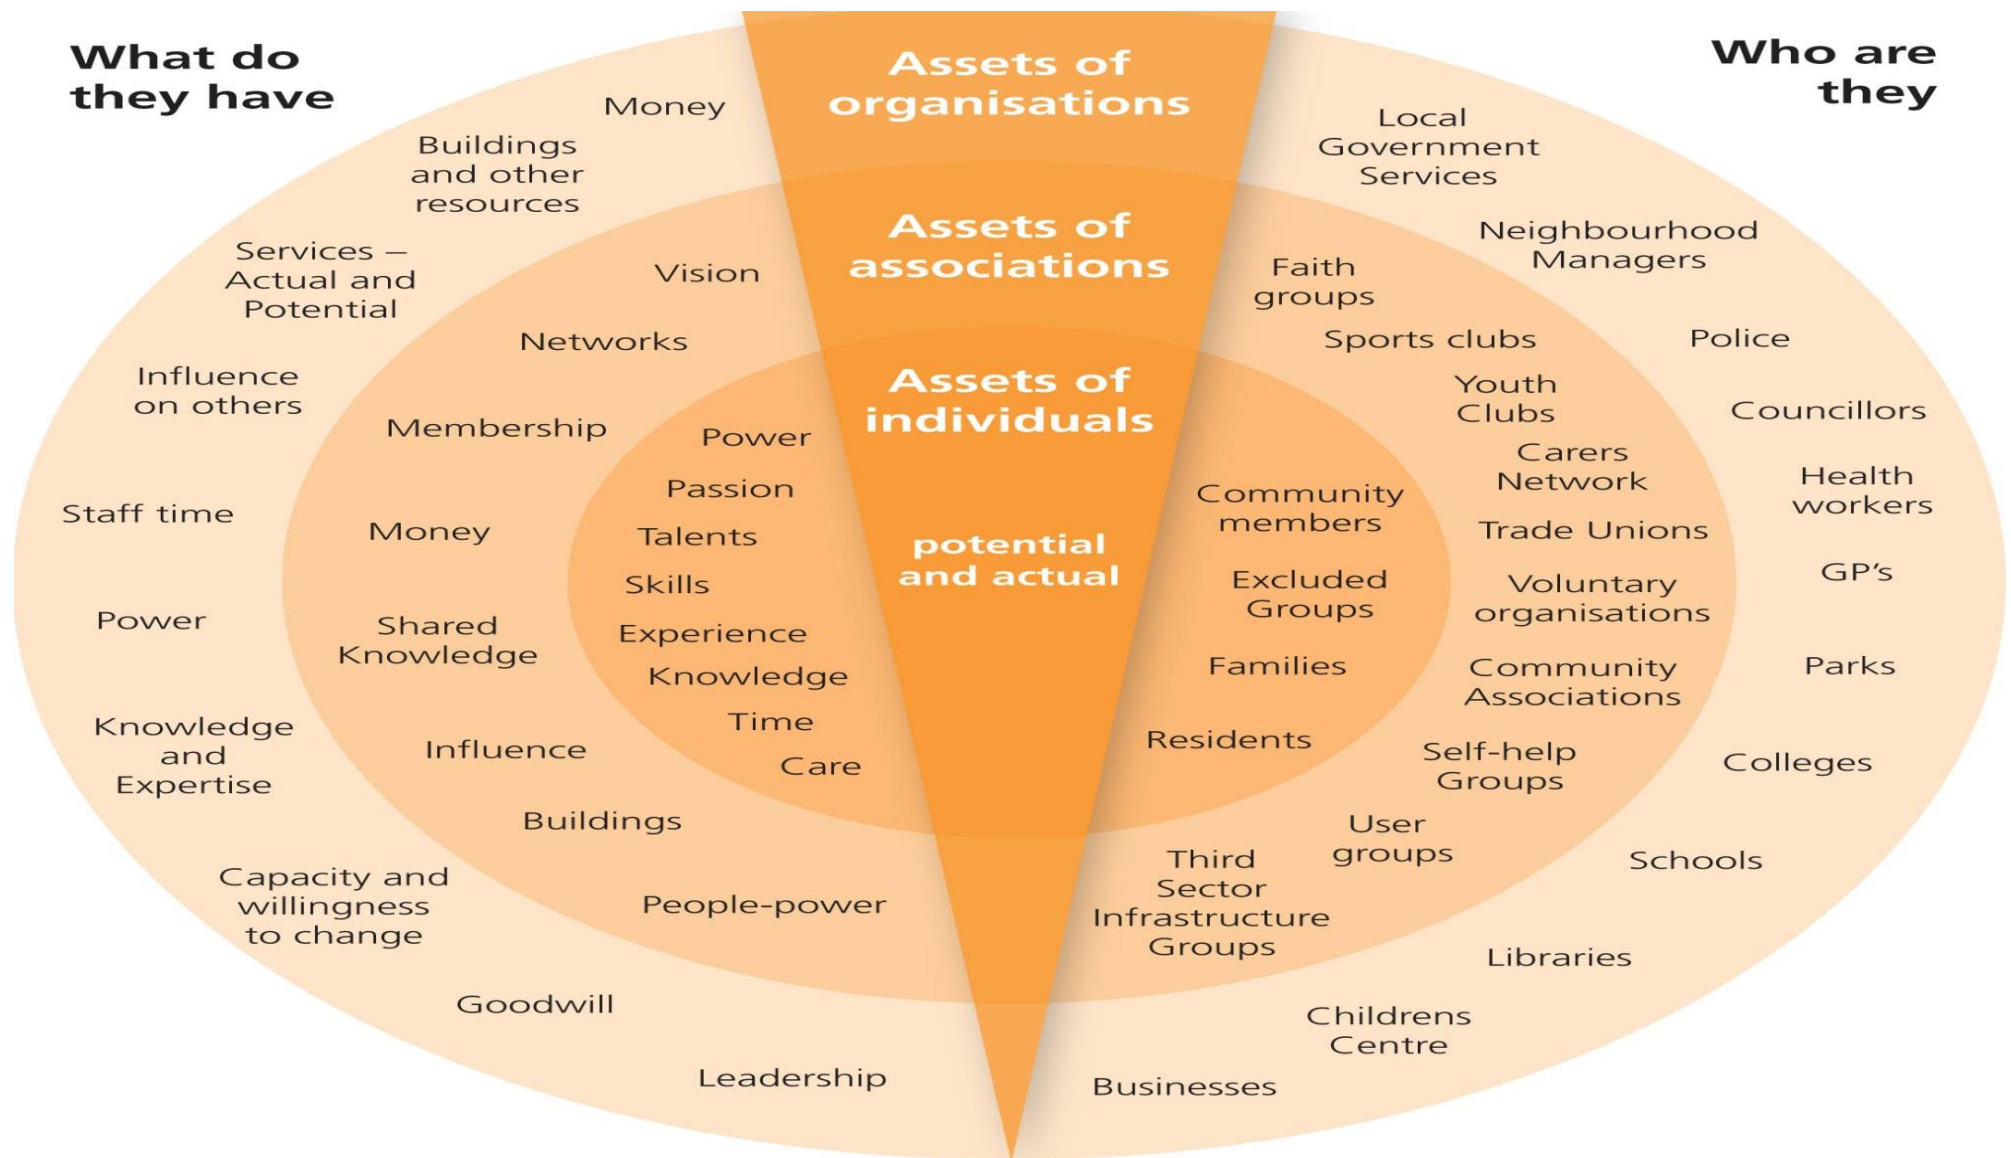 What do
they have
Money
Buildings
and other
resources
Services –
Actual and
Potential
Influence
on others
Staff time
Power
Knowledge
and
Expertise
Capacity and
willingness
to change
Goodwill
Leadership
Vision
Networks
Membership
Money
Shared
Knowledge
Influence
Buildings
People-power
Power
Passion
Talents
Skills
Experience
Knowledge
Time
Care
Assets of
organisations
Assets of
associations
Assets of
individuals
potential
and actual
Who are
they
Community
members
Excluded
Groups
Families
Residents
Faith
groups
Sports clubs
Youth
Clubs
Carers
Network
Trade Unions
Voluntary
organisations
Community
Associations
Self-help
Groups
User
groups
Third
Sector
Infrastructure
Groups
Local
Government
Services
Neighbourhood
Managers
Police
Councillors
Health
workers
GP’s
Parks
Colleges
Schools
Libraries
Childrens
Centre
Businesses